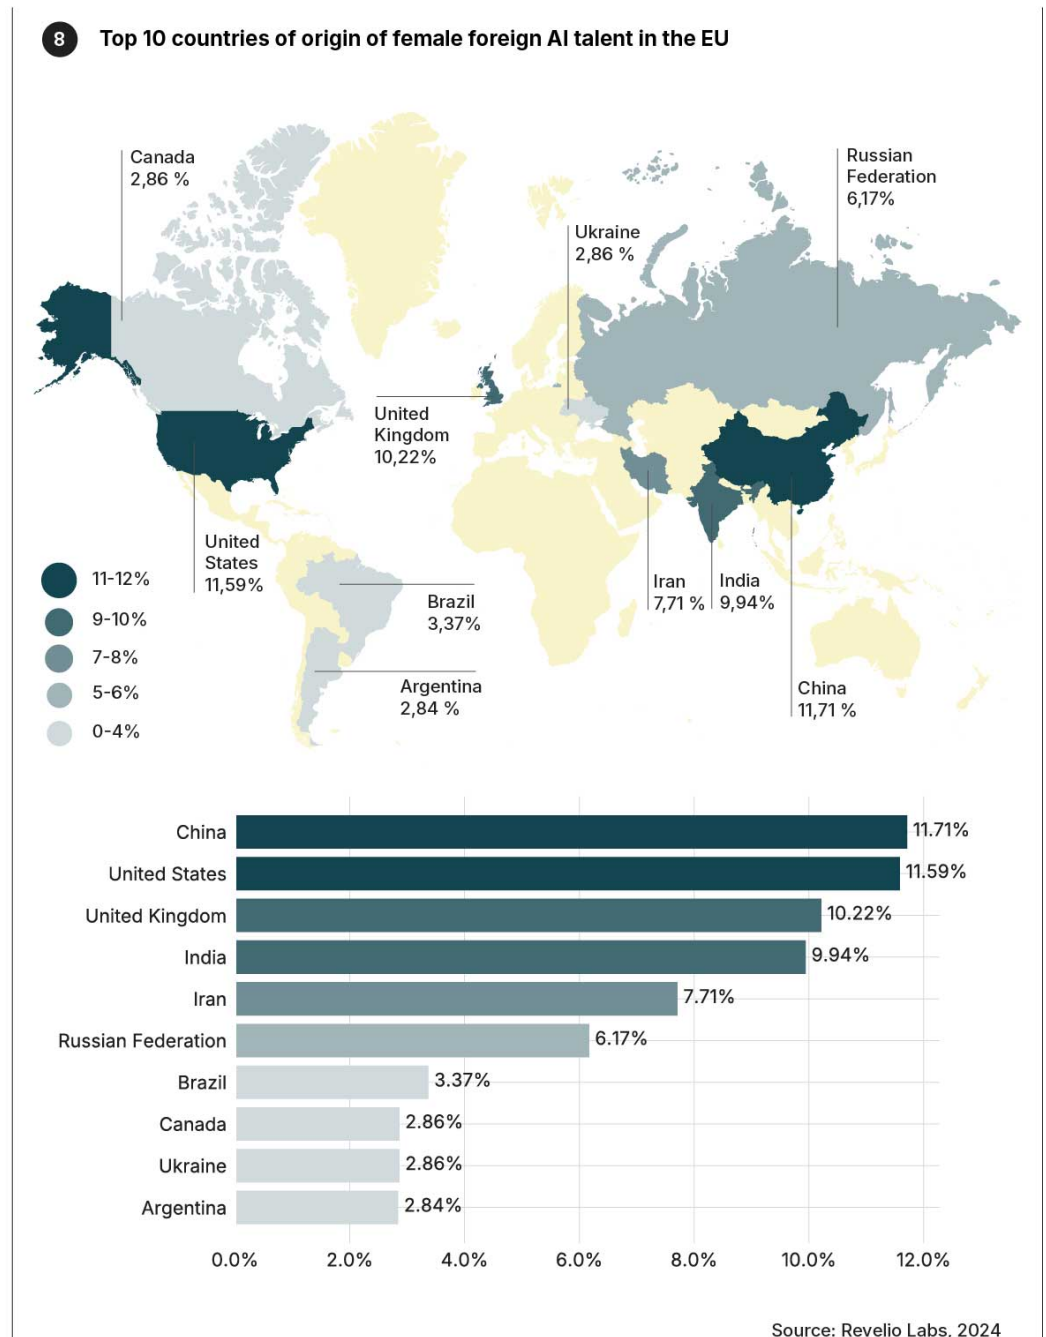 8 Top 10 countries of origin of female foreign AI talent in the EU
Canada
2,86 %
Russian
Federation
6,17%
Ukraine
2,86 %
United
Kingdom
10,22%
United
States
11,59%
Brazil
3,37%
Argentina
2,84 %
Iran
7,71 %
India
9,94%
China
11,71 %
11-12%
9-10%
7-8%
5-6%
0-4%
China 11.71%
United States 11.59%
United Kingdom 10.22%
India 9.94%
Iran 7.71%
Russian Federation 6.17%
Brazil 3.37%
Canada 2.86%
Ukraine 2.86%
Argentina 2.84%
0.0% 2.0% 4.0% 6.0% 8.0% 10.0% 12.0%
Source: Revelio Labs, 2024